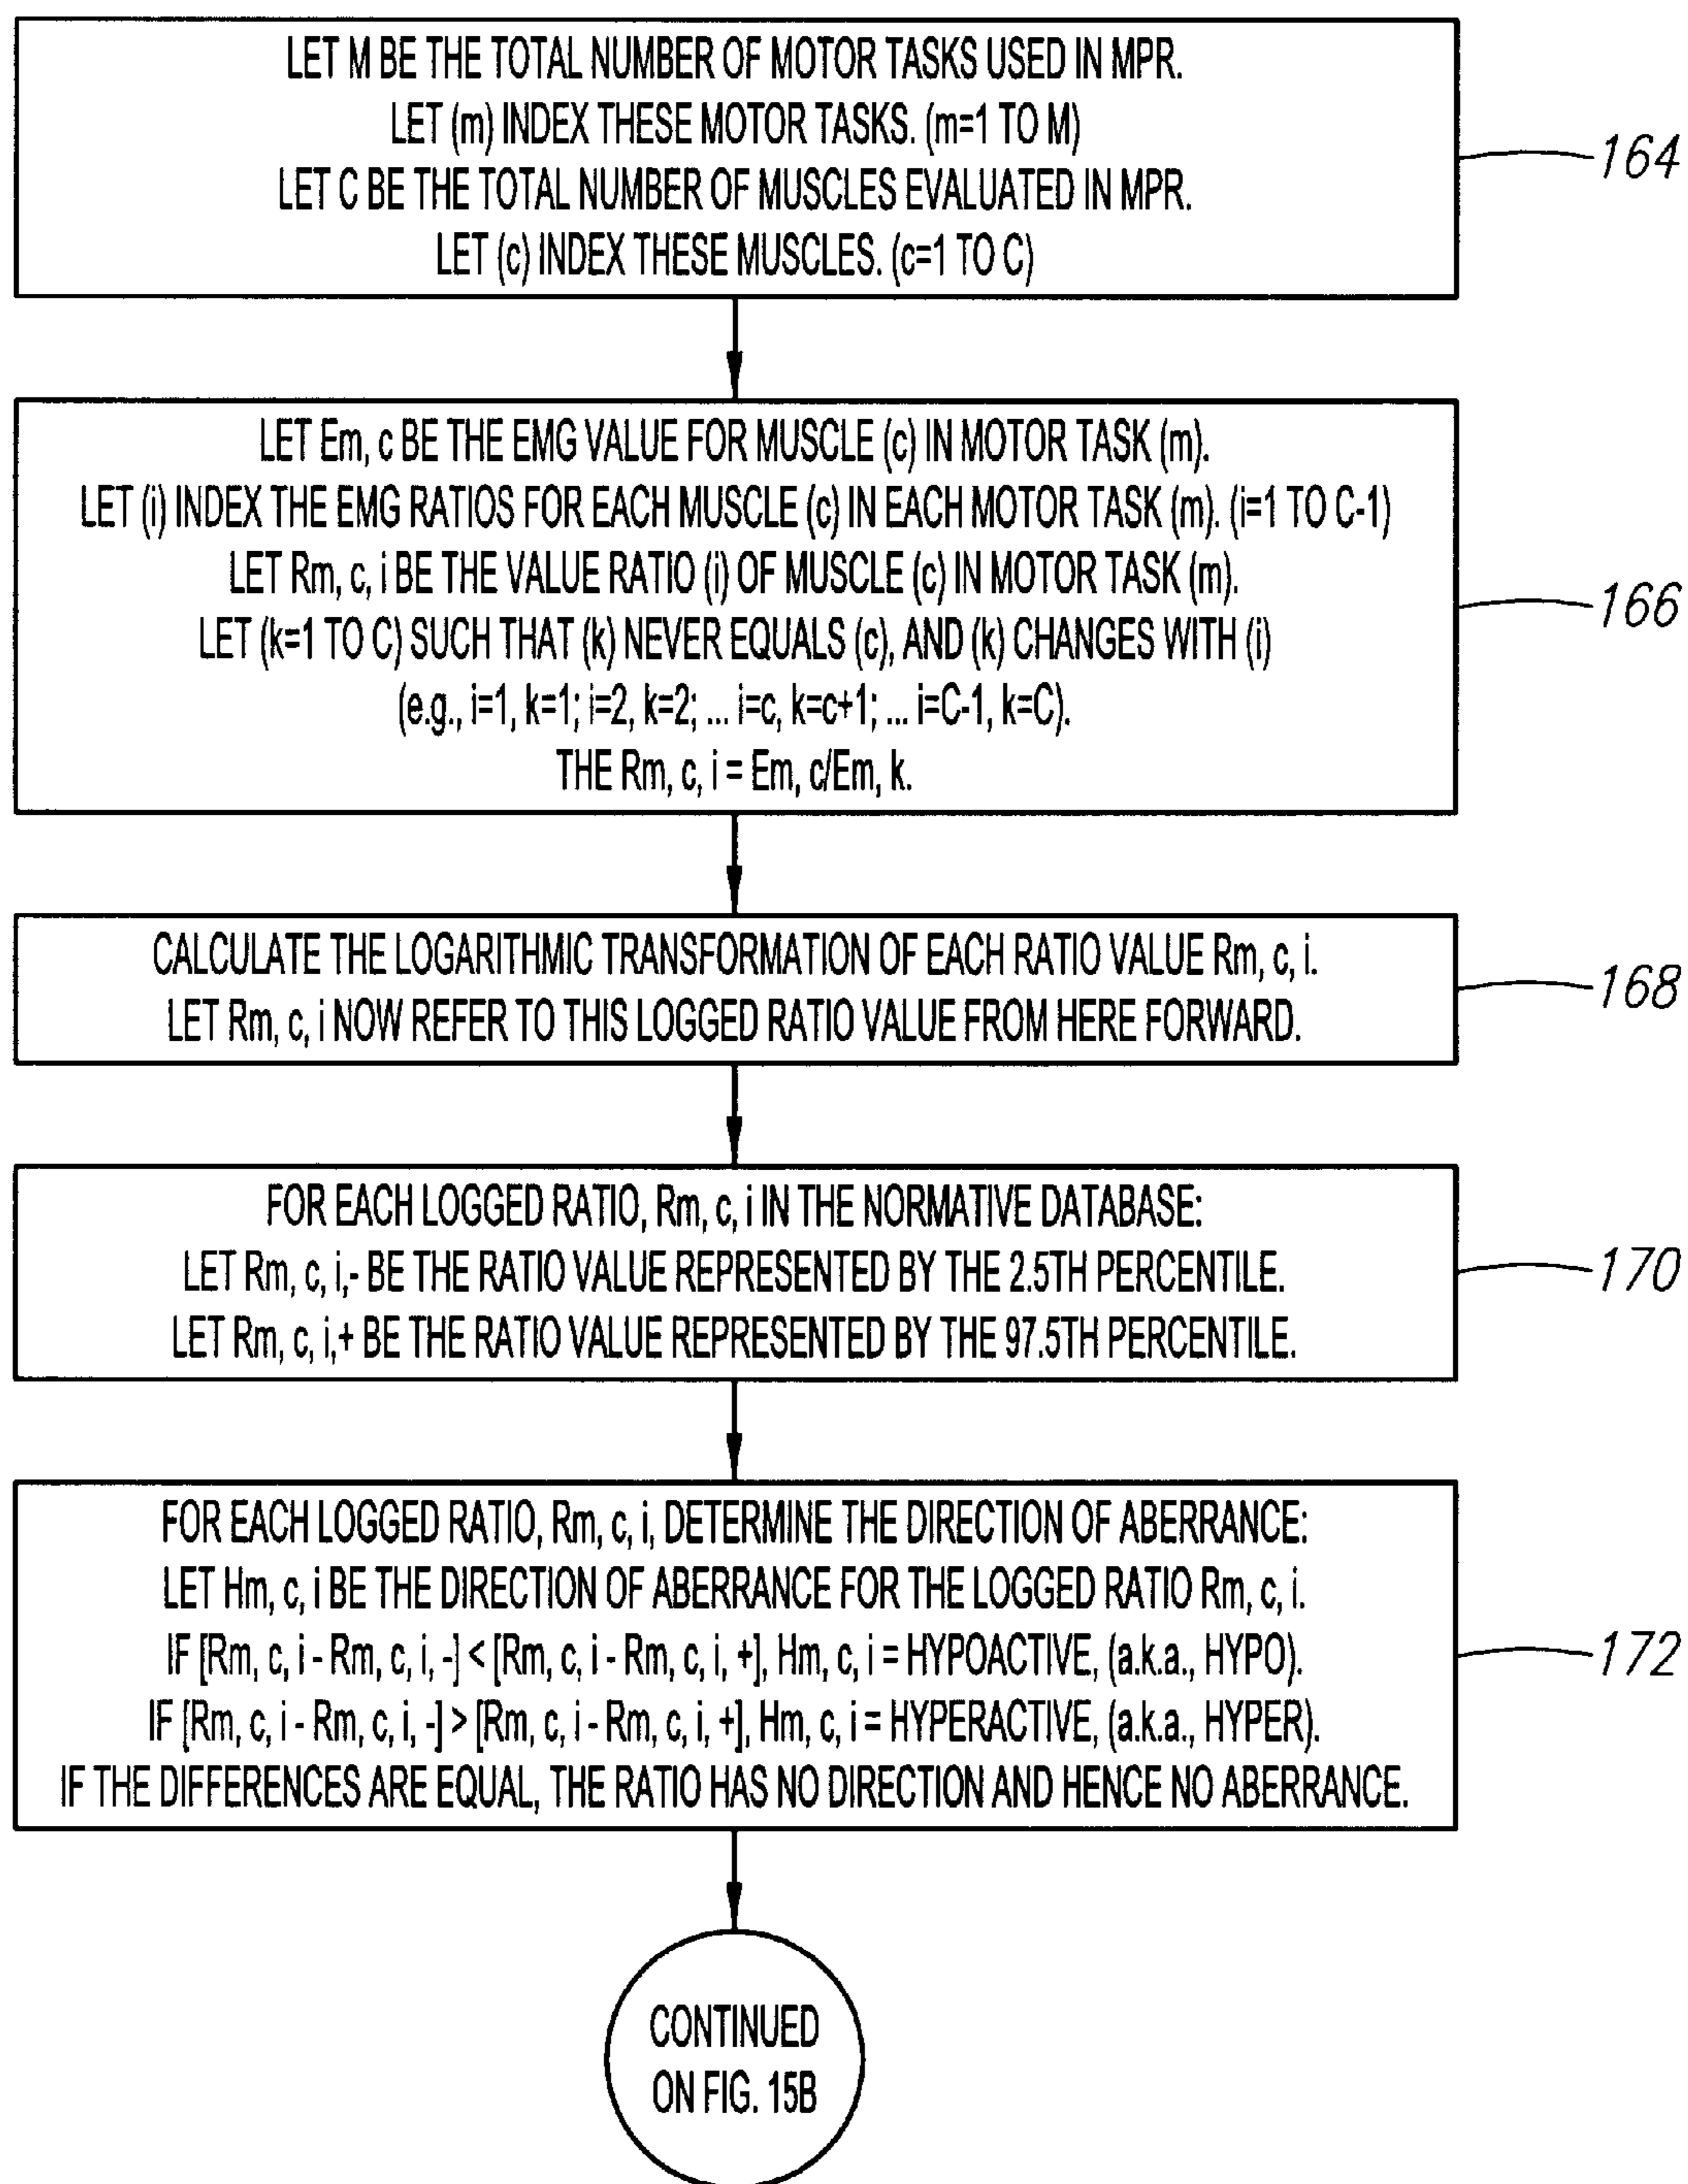 LET M BE THE TOTAL NUMBER OF MOTOR TASKS USED IN MPR.
LET (m) INDEX THESE MOTOR TASKS. (m=1 TO M)
LET C BE THE TOTAL NUMBER OF MUSCLES EVALUATED IN MPR.
LET (c) INDEX THESE MUSCLES. (c=1 TO C)
164
LET Em, c BE THE EMG VALUE FOR MUSCLE (c) IN MOTOR TASK (m).
LET (i) INDEX THE EMG RATIOS FOR EACH MUSCLE (c) IN EACH MOTOR TASK (m). (i=1 TO C-1)
LET Rm, c, i BE THE VALUE RATIO (i) OF MUSCLE (c) IN MOTOR TASK (m).
LET (k=1 TO C) SUCH THAT (k) NEVER EQUALS (c), AND (k) CHANGES WITH (i)
(e.g., i=1, k=1; i=2, k=2; ... i=c, k=c+1; ... i=C-1, k=C).
THE Rm, c, i = Em, c/Em, k.
166
CALCULATE THE LOGARITHMIC TRANSFORMATION OF EACH RATIO VALUE Rm, c, i.
LET Rm, c, i NOW REFER TO THIS LOGGED RATIO VALUE FROM HERE FORWARD.
168
FOR EACH LOGGED RATIO, Rm, c, i IN THE NORMATIVE DATABASE:
LET Rm, c, i,- BE THE RATIO VALUE REPRESENTED BY THE 2.5TH PERCENTILE.
LET Rm, c, i,+ BE THE RATIO VALUE REPRESENTED BY THE 97.5TH PERCENTILE.
170
FOR EACH LOGGED RATIO, Rm, c, i, DETERMINE THE DIRECTION OF ABERRANCE:
LET Hm, c, i BE THE DIRECTION OF ABERRANCE FOR THE LOGGED RATIO Rm, c, i.
IF [Rm, c, i - Rm, c, i, -] < [Rm, c, i - Rm, c, i, +], Hm, c, i = HYPOACTIVE, (a.k.a., HYPO).
IF [Rm, c, i - Rm, c, i, -] > [Rm, c, i - Rm, c, i, +], Hm, c, i = HYPERACTIVE, (a.k.a., HYPER).
IF THE DIFFERENCES ARE EQUAL, THE RATIO HAS NO DIRECTION AND HENCE NO ABERRANCE.
172
CONTINUED
ON FIG. 15B